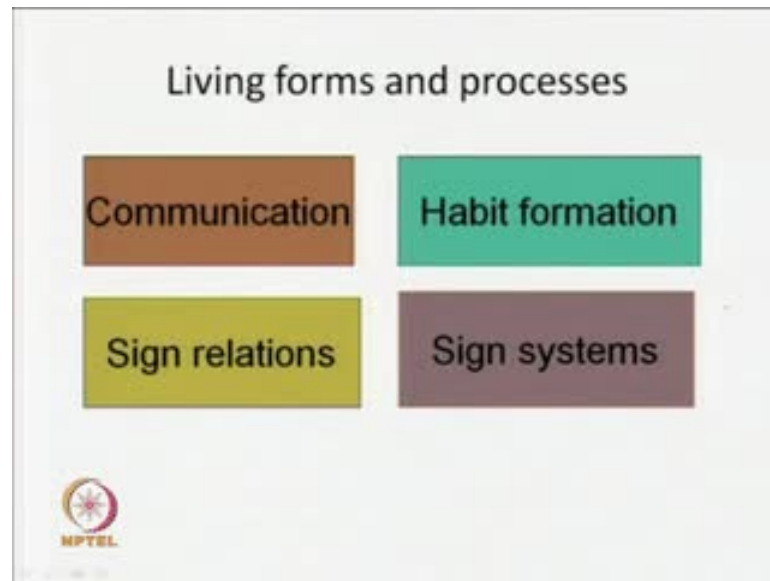 Living forms and processes
Communication
Habit formation
Sign relations
Sign systems
NPTEL